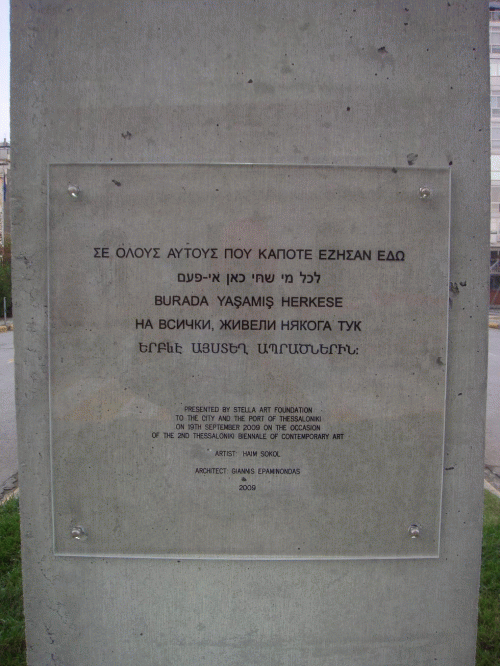 ΣΕ ΟΛΟΥΣ ΑΥΤΟΥΣ ΠΟΥ ΚΑΠΟΤΕ ΕΖΗΣΑΝ ΕΔΩ
לכל מי שחי כאן אי-פעם
BURADA YAŞAMIŞ HERKESE
НА ВСИЧКИ, ЖИВЕЛИ НЯКОГА ТУК
ԵՐԲՆԷ ԱՅՍՏԵՂ ԱՊՐԱԾՆԵՐԻՆ:
PRESENTED BY STELLA ART FOUNDATION
TO THE CITY AND THE PORT OF THESSALONIKI
ON 19TH SEPTEMBER 2009 ON THE OCCASION
OF THE 2ND THESSALONIKI BIENNALE OF CONTEMPORARY ART
ARTIST: HAIM SOKOL
ARCHITECT: GIANNIS EPAMINONDAS
&
2009